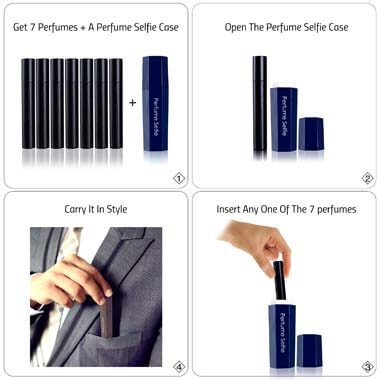 Get 7 Perfumes + A Perfume Selfie Case
+
Perfume Selfie
1
Open The Perfume Selfie Case
Perfume Selfie
2
Insert Any One Of The 7 perfumes
Perfume Selfie
3
Carry It In Style
4